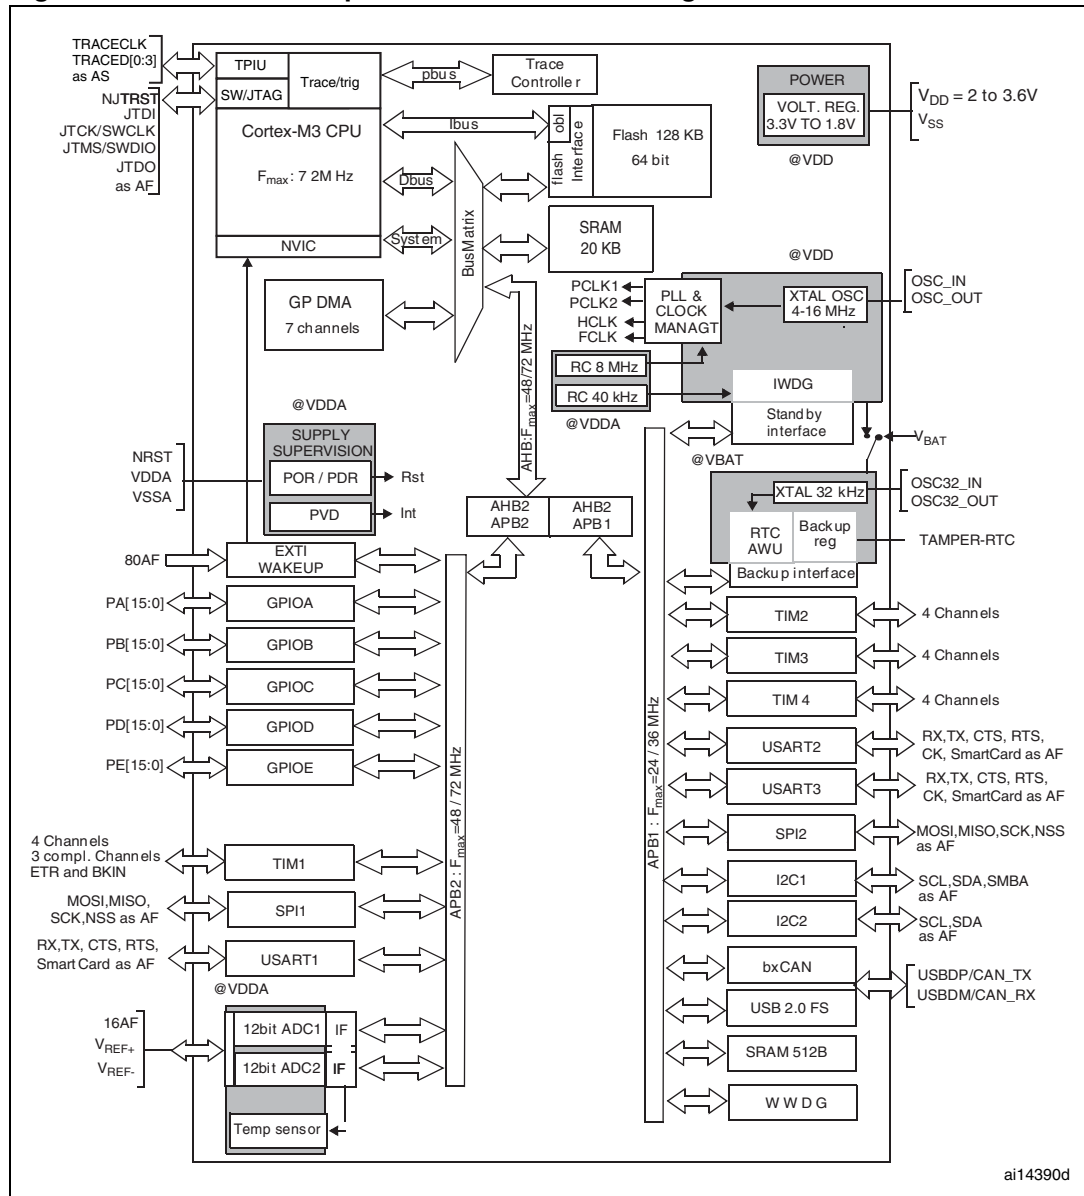 TRACECLK
TRACED[0:3]
as AS
NJTRST
JTDI
JTCK/SWCLK
JTMS/SWDIO
JTDO
as AF
TPIU
SW/JTAG
Trace/trig
Cortex-M3 CPU
Fmax: 7 2M Hz
NVIC
pbus
Trace
Controller
Ibus
Dbus
System
BusMatrix
flash obl
Interface
Flash 128 KB
64 bit
SRAM
20 KB
GP DMA
7 channels
POWER
VOLT. REG.
3.3V TO 1.8V
@VDD
VDD = 2 to 3.6V
VSS
@VDD
PCLK1
PCLK2
HCLK
FCLK
PLL &
CLOCK
MANAGT
XTAL OSC
4-16 MHz
OSC_IN
OSC_OUT
RC 8 MHz
RC 40 kHz
@VDDA
IWDG
Standby
interface
VBAT
@VBAT
XTAL 32 kHz
OSC32_IN
OSC32_OUT
RTC
AWU
Backup
reg
TAMPER-RTC
Backup interface
AHB:Fmax=48/72 MHz
@VDDA
SUPPLY
SUPERVISION
POR / PDR
Rst
PVD
Int
NRST
VDDA
VSSA
AHB2
APB2
AHB2
APB1
80AF
EXTI
WAKEUP
PA[15:0]
GPIOA
PB[15:0]
GPIOB
PC[15:0]
GPIOC
PD[15:0]
GPIOD
PE[15:0]
GPIOE
4 Channels
3 compl. Channels
ETR and BKIN
TIM1
MOSI,MISO,
SCK,NSS as AF
SPI1
RX,TX, CTS, RTS,
SmartCard as AF
USART1
@VDDA
16AF
VREF+
VREF-
12bit ADC1
IF
12bit ADC2
IF
Temp sensor
APB2 : Fmax=48 / 72 MHz
APB1 : Fmax=24 / 36 MHz
TIM2
4 Channels
TIM3
4 Channels
TIM 4
4 Channels
USART2
RX,TX, CTS, RTS,
CK, SmartCard as AF
USART3
RX,TX, CTS, RTS,
CK, SmartCard as AF
SPI2
MOSI,MISO,SCK,NSS
as AF
I2C1
SCL,SDA,SMBA
as AF
I2C2
SCL,SDA
as AF
bxCAN
USBDP/CAN_TX
USBDM/CAN_RX
USB 2.0 FS
SRAM 512B
W W D G
ai14390d